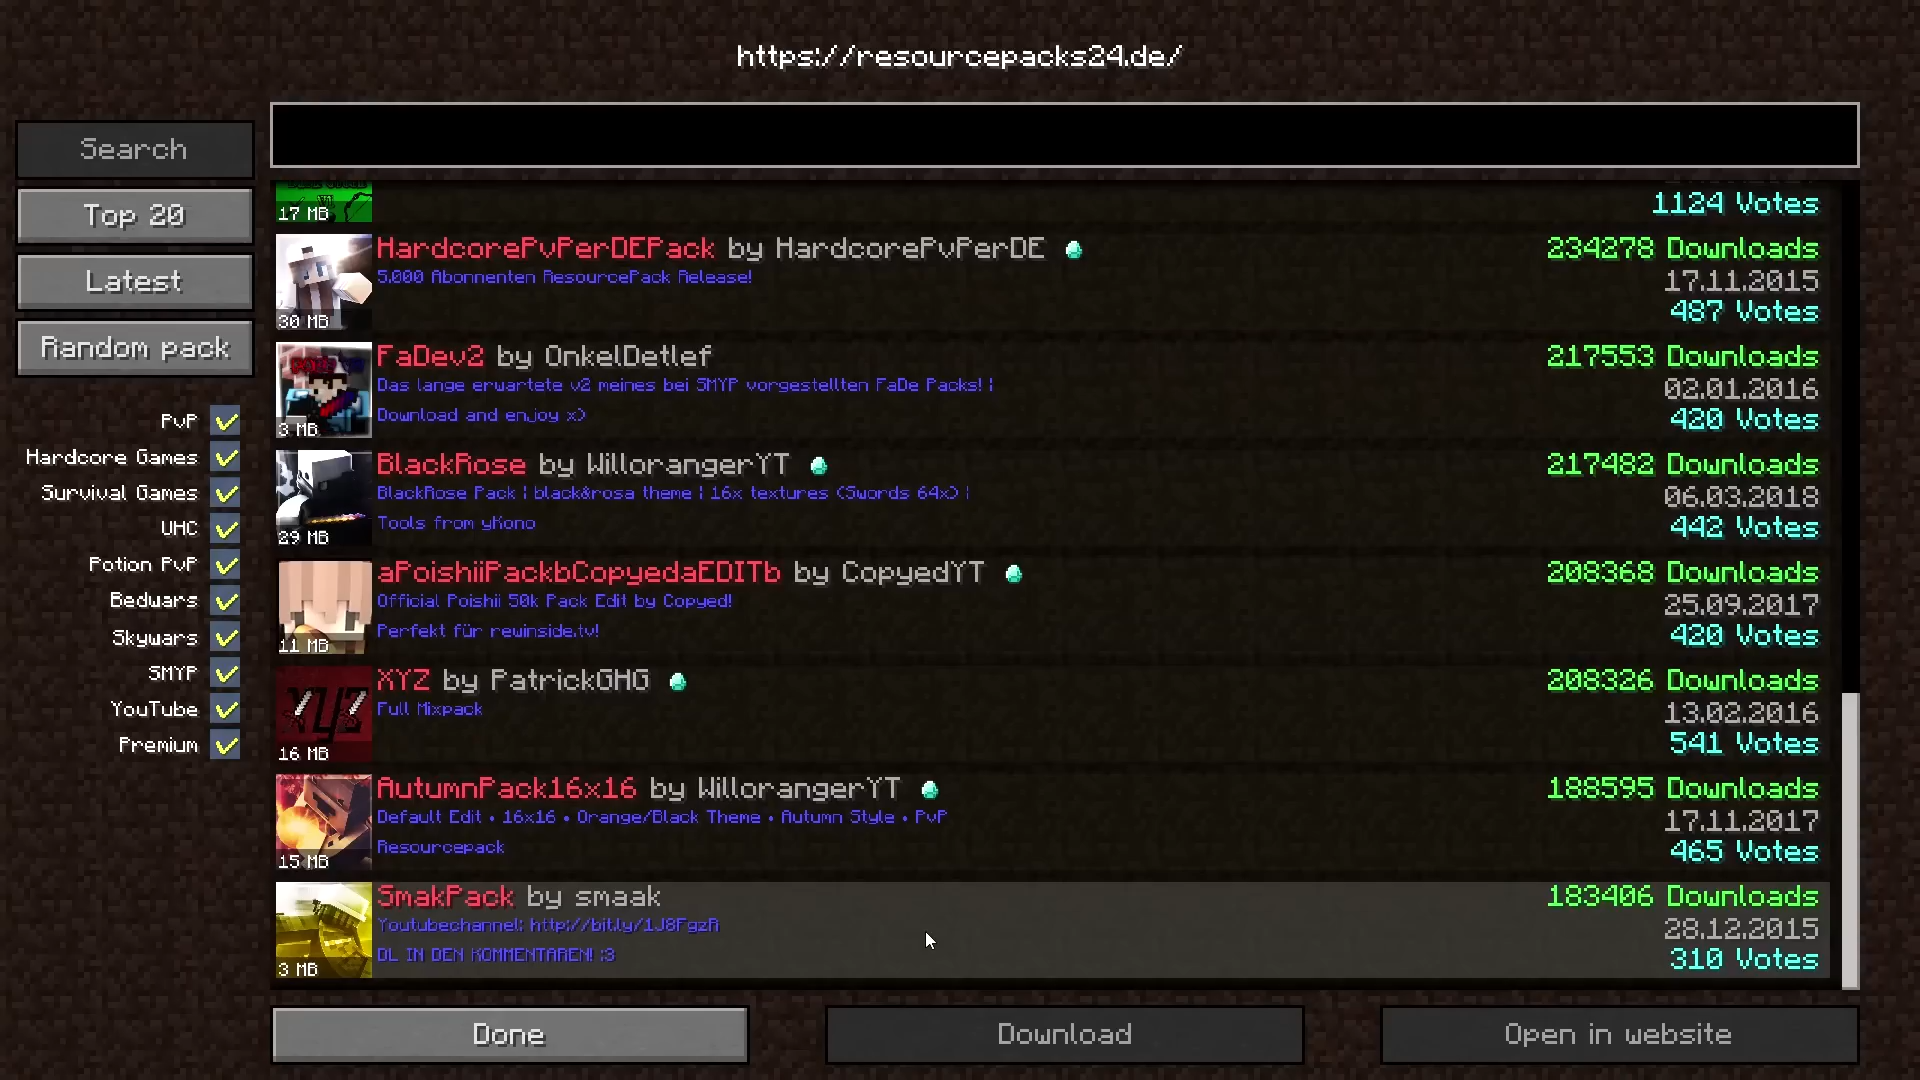 https://resourcepacks24.de/
Search
Top 20
Latest
Random pack
PvP
Hardcore Games
Survival Games
UHC
Potion PvP
Bedwars
Skywars
SMYP
YouTube
Premium
17 MB
1124 Votes
HardcorePvPerDEPack by HardcorePvPerDE
5.000 Abonnenten ResourcePack Release!
30 MB
234278 Downloads
17.11.2015
487 Votes
FaDev2 by OnkelDetlef
Das lange erwartete v2 meines bei SMYP vorgestellten FaDe Packs! |
Download and enjoy x)
3 MB
217553 Downloads
02.01.2016
420 Votes
BlackRose by WillorangerYT
BlackRose Pack | black&rosa theme | 16x textures (Swords 64x) |
Tools from yKono
29 MB
217482 Downloads
06.03.2018
442 Votes
aPoishiiPackbCopyedaEDITb by CopyedYT
Official Poishii 50k Pack Edit by Copyed!
Perfekt für rewinside.tv!
11 MB
208368 Downloads
25.09.2017
420 Votes
XYZ by PatrickGHG
Full Mixpack
XYZ
16 MB
208326 Downloads
13.02.2016
541 Votes
AutumnPack16x16 by WillorangerYT
Default Edit • 16x16 • Orange/Black Theme • Autumn Style • PvP
Resourcepack
15 MB
188595 Downloads
17.11.2017
465 Votes
SmakPack by smaak
Youtubechannel: http://bit.ly/1J8FgzR
DL IN DEN KOMMENTAREN! :3
3 MB
183406 Downloads
28.12.2015
310 Votes
Done
Download
Open in website